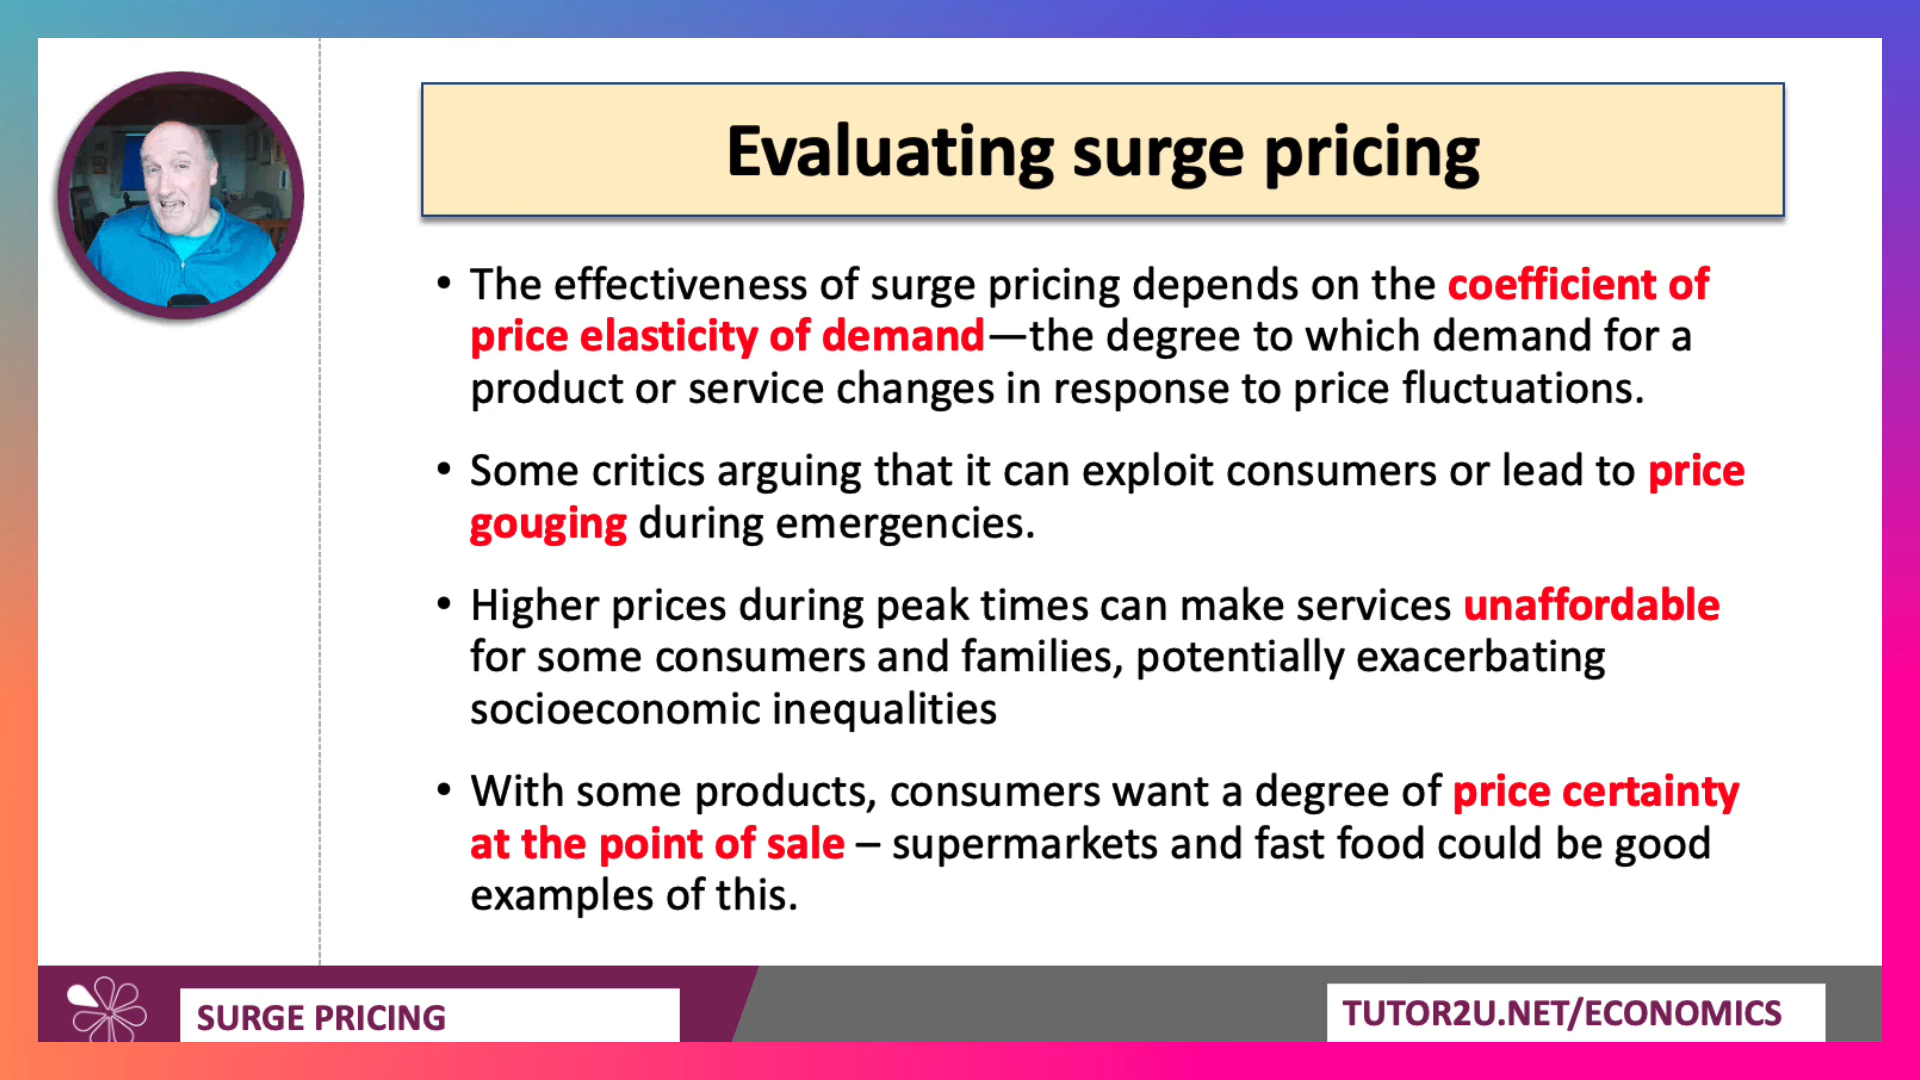 Evaluating surge pricing
• The effectiveness of surge pricing depends on the coefficient of
price elasticity of demand—the degree to which demand for a
product or service changes in response to price fluctuations.
• Some critics arguing that it can exploit consumers or lead to price
gouging during emergencies.
• Higher prices during peak times can make services unaffordable
for some consumers and families, potentially exacerbating
socioeconomic inequalities
• With some products, consumers want a degree of price certainty
at the point of sale – supermarkets and fast food could be good
examples of this.
SURGE PRICING
TUTOR2U.NET/ECONOMICS